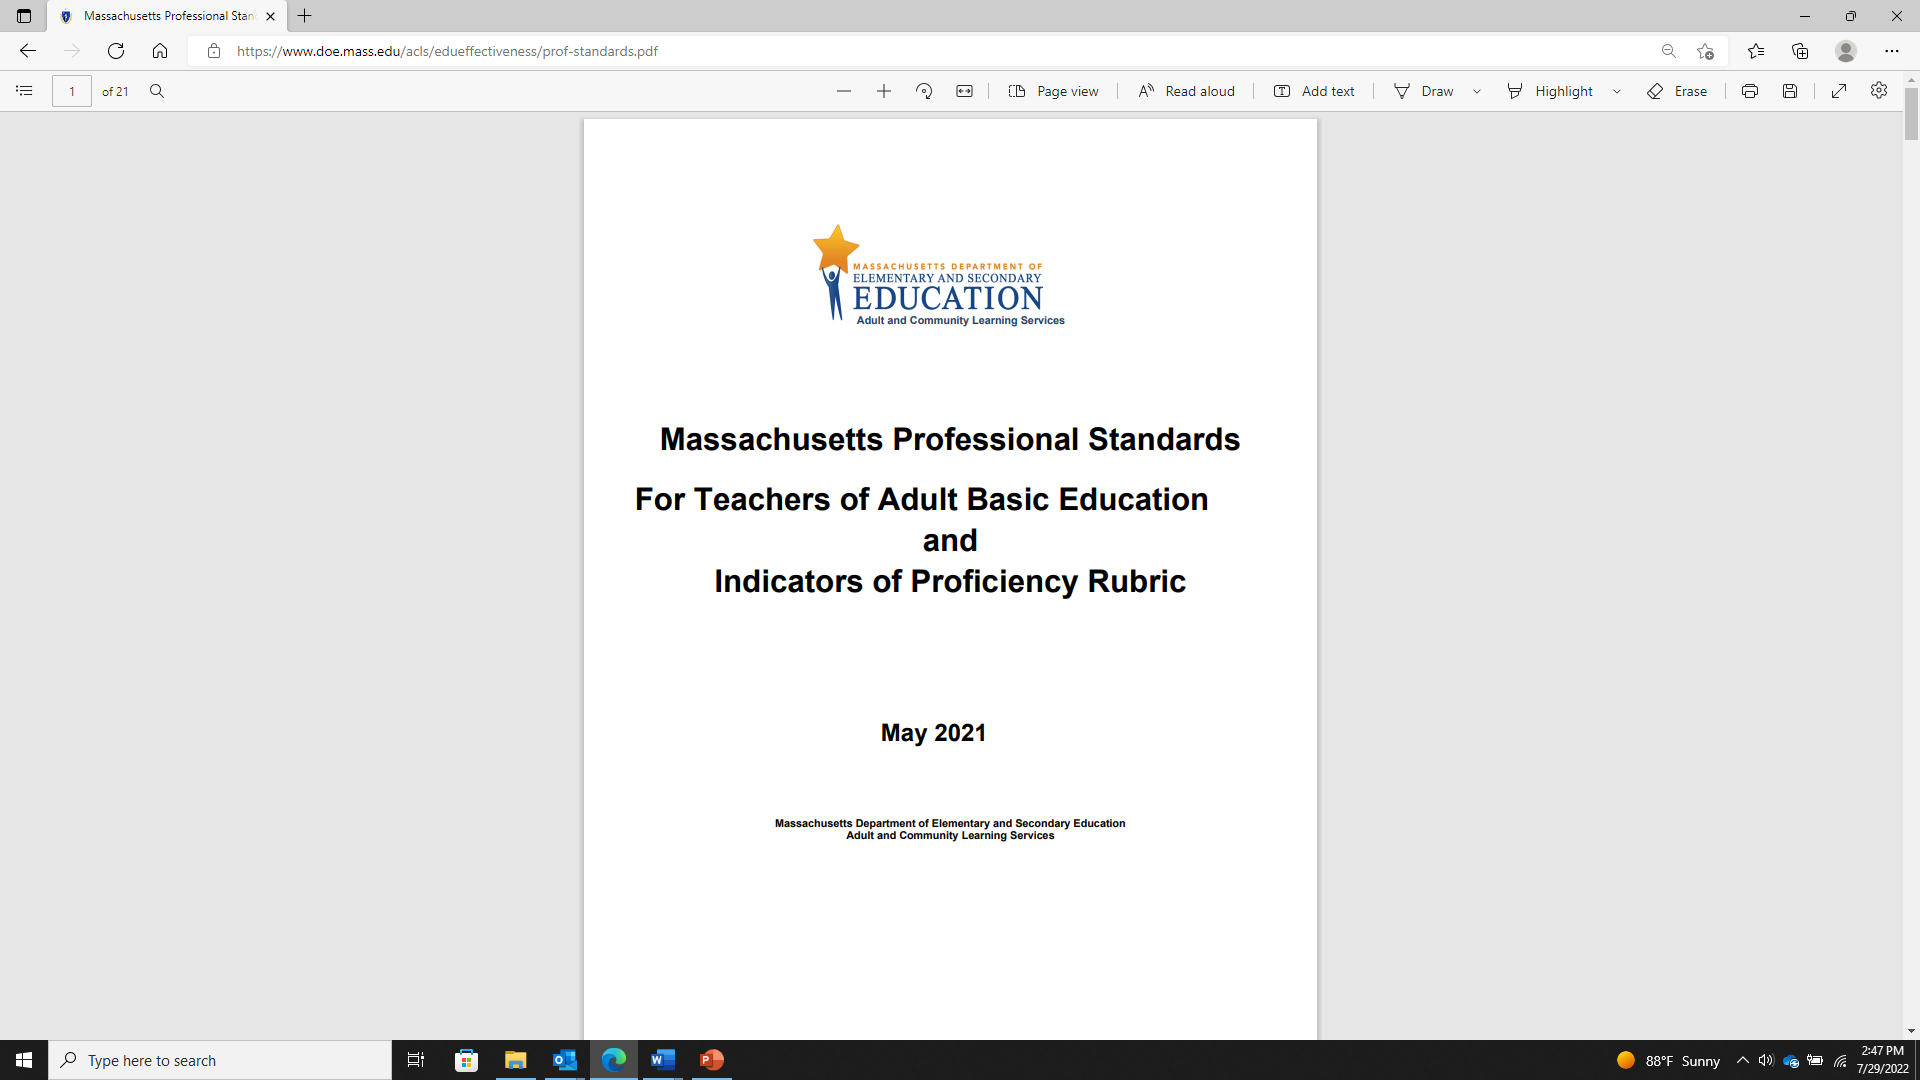 Massachusetts Professional Stan
https://www.doe.mass.edu/acls/edueffectiveness/prof-standards.pdf
1 of 21
Page view
Read aloud
Add text
Draw
Highlight
Erase
MASSACHUSETTS DEPARTMENT OF
ELEMENTARY AND SECONDARY
EDUCATION
Adult and Community Learning Services
Massachusetts Professional Standards
For Teachers of Adult Basic Education
and
Indicators of Proficiency Rubric
May 2021
Massachusetts Department of Elementary and Secondary Education
Adult and Community Learning Services
Type here to search
88°F Sunny
2:47 PM
7/29/2022